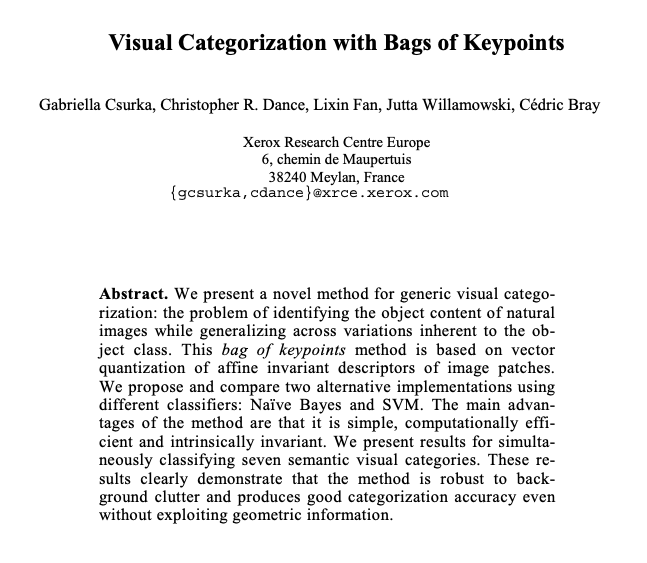 Visual Categorization with Bags of Keypoints
Gabriella Csurka, Christopher R. Dance, Lixin Fan, Jutta Willamowski, Cédric Bray
Xerox Research Centre Europe
6, chemin de Maupertuis
38240 Meylan, France
{gcsurka,cdance}@xrce.xerox.com
Abstract. We present a novel method for generic visual catego-
rization: the problem of identifying the object content of natural
images while generalizing across variations inherent to the ob-
ject class. This bag of keypoints method is based on vector
quantization of affine invariant descriptors of image patches.
We propose and compare two alternative implementations using
different classifiers: Naïve Bayes and SVM. The main advan-
tages of the method are that it is simple, computationally effi-
cient and intrinsically invariant. We present results for simulta-
neously classifying seven semantic visual categories. These re-
sults clearly demonstrate that the method is robust to back-
ground clutter and produces good categorization accuracy even
without exploiting geometric information.